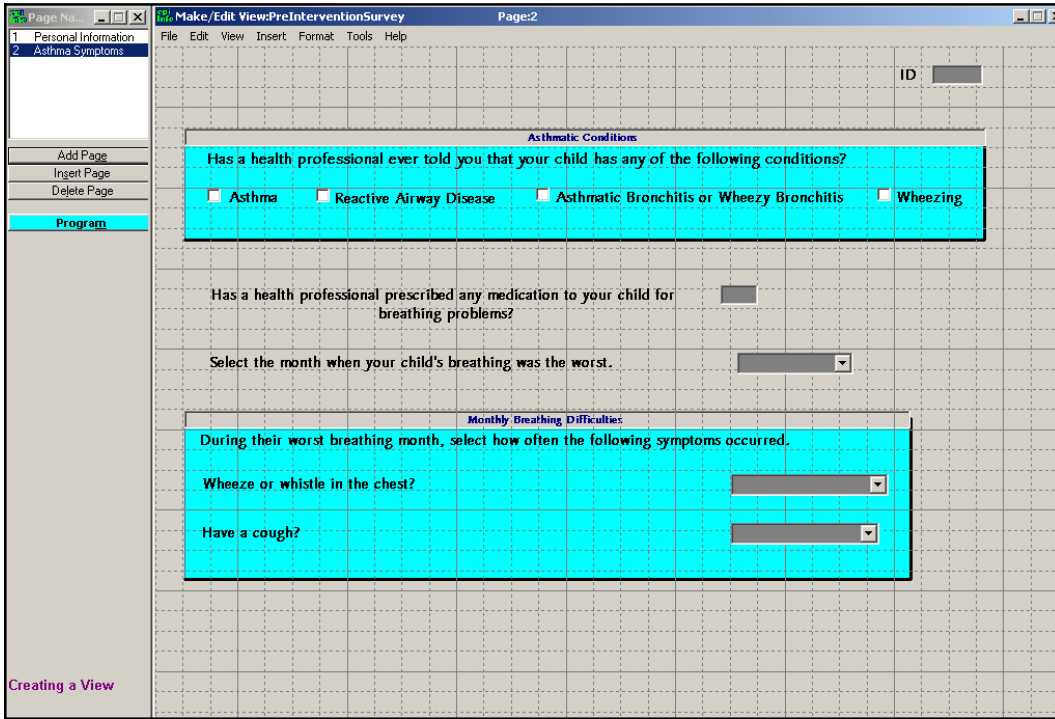 Page Na...
1 Personal Information
2 Asthma Symptoms
Add Page
Insert Page
Delete Page
Program
Creating a View
Make/Edit View:PreInterventionSurvey Page:2
File Edit View Insert Format Tools Help
ID
Asthmatic Conditions
Has a health professional ever told you that your child has any of the following conditions?
Asthma Reactive Airway Disease Asthmatic Bronchitis or Wheezy Bronchitis Wheezing
Has a health professional prescribed any medication to your child for
breathing problems?
Select the month when your child's breathing was the worst.
Monthly Breathing Difficulties
During their worst breathing month, select how often the following symptoms occurred.
Wheeze or whistle in the chest?
Have a cough?